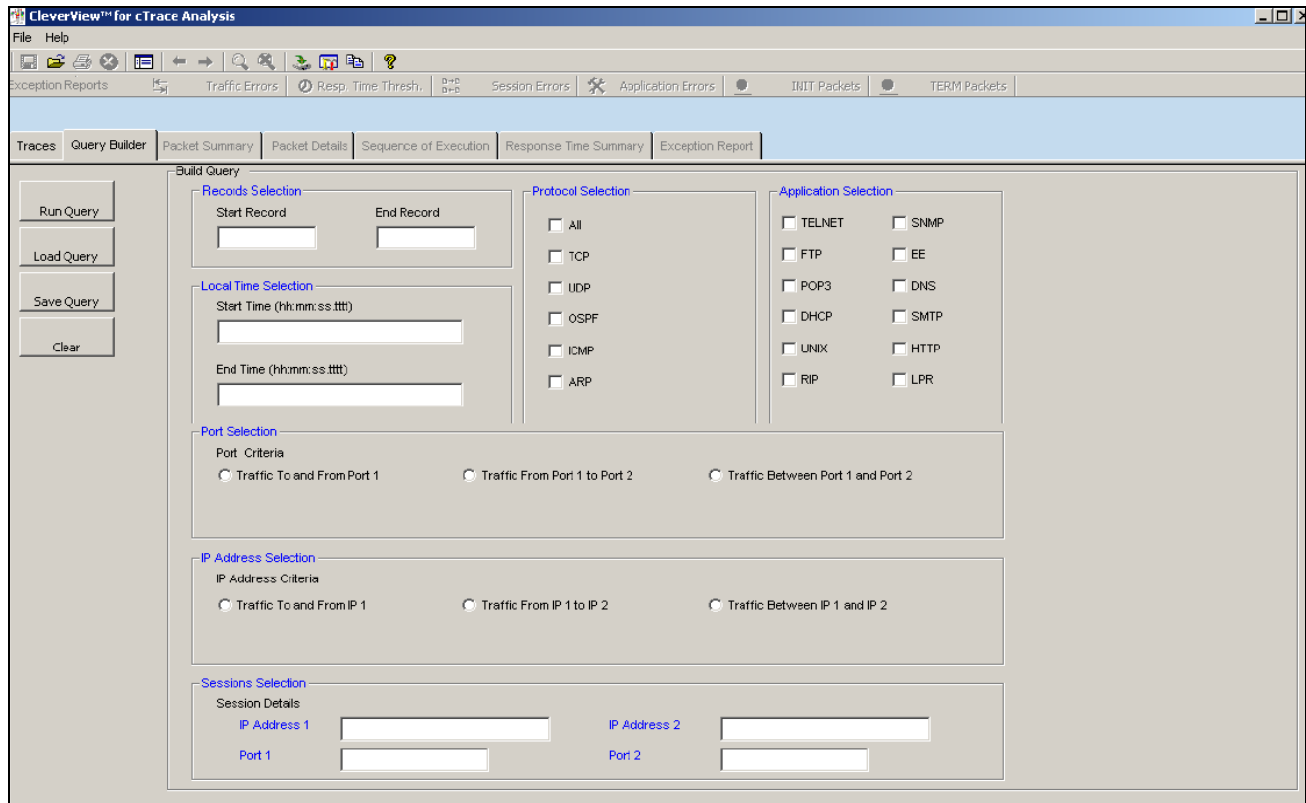 CleverView™ for cTrace Analysis
File Help
Exception Reports Traffic Errors Resp. Time Thresh. Session Errors Application Errors INIT Packets TERM Packets
Traces Query Builder Packet Summary Packet Details Sequence of Execution Response Time Summary Exception Report
Build Query
Run Query
Load Query
Save Query
Clear
Records Selection
Start Record End Record
Local Time Selection
Start Time (hh:mm:ss.tttt)
End Time (hh:mm:ss.tttt)
Protocol Selection
All
TCP
UDP
OSPF
ICMP
ARP
Application Selection
TELNET SNMP
FTP EE
POP3 DNS
DHCP SMTP
UNIX HTTP
RIP LPR
Port Selection
Port Criteria
Traffic To and From Port 1 Traffic From Port 1 to Port 2 Traffic Between Port 1 and Port 2
IP Address Selection
IP Address Criteria
Traffic To and From IP 1 Traffic From IP 1 to IP 2 Traffic Between IP 1 and IP 2
Sessions Selection
Session Details
IP Address 1 IP Address 2
Port 1 Port 2